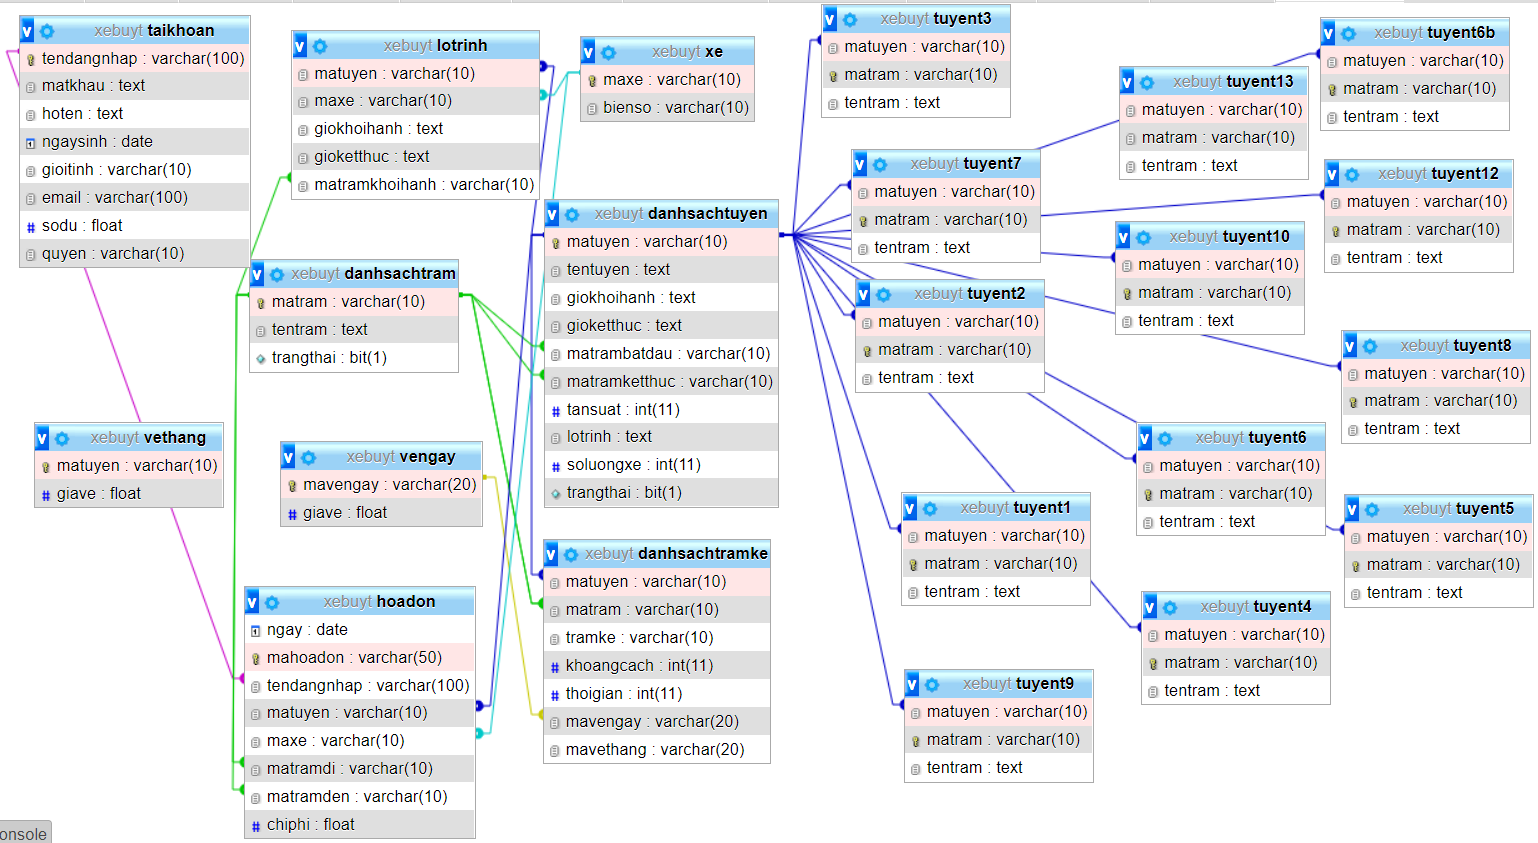 xebuyt taikhoan
tendangnhap : varchar(100)
matkhau : text
hoten : text
ngaysinh : date
gioitinh : varchar(10)
email : varchar(100)
sodu : float
quyen : varchar(10)
xebuyt lotrinh
matuyen : varchar(10)
maxe : varchar(10)
giokhoihanh : text
gioketthuc : text
matramkhoihanh : varchar(10)
xebuyt xe
maxe : varchar(10)
bienso : varchar(10)
xebuyt danhsachtram
matram : varchar(10)
tentram : text
trangthai : bit(1)
xebuyt danhsachtuyen
matuyen : varchar(10)
tentuyen : text
giokhoihanh : text
gioketthuc : text
matrambatdau : varchar(10)
matramketthuc : varchar(10)
tansuat : int(11)
lotrinh : text
soluongxe : int(11)
trangthai : bit(1)
xebuyt vethang
matuyen : varchar(10)
giave : float
xebuyt vengay
mavengay : varchar(20)
giave : float
xebuyt hoadon
ngay : date
mahoadon : varchar(50)
tendangnhap : varchar(100)
matuyen : varchar(10)
maxe : varchar(10)
matramdi : varchar(10)
matramden : varchar(10)
chiphi : float
xebuyt danhsachtramke
matuyen : varchar(10)
matram : varchar(10)
tramke : varchar(10)
khoangcach : int(11)
thoigian : int(11)
mavengay : varchar(20)
mavethang : varchar(20)
xebuyt tuyent3
matuyen : varchar(10)
matram : varchar(10)
tentram : text
xebuyt tuyent7
matuyen : varchar(10)
matram : varchar(10)
tentram : text
xebuyt tuyent2
matuyen : varchar(10)
matram : varchar(10)
tentram : text
xebuyt tuyent1
matuyen : varchar(10)
matram : varchar(10)
tentram : text
xebuyt tuyent9
matuyen : varchar(10)
matram : varchar(10)
tentram : text
xebuyt tuyent6b
matuyen : varchar(10)
matram : varchar(10)
tentram : text
xebuyt tuyent13
matuyen : varchar(10)
matram : varchar(10)
tentram : text
xebuyt tuyent12
matuyen : varchar(10)
matram : varchar(10)
tentram : text
xebuyt tuyent10
matuyen : varchar(10)
matram : varchar(10)
tentram : text
xebuyt tuyent8
matuyen : varchar(10)
matram : varchar(10)
tentram : text
xebuyt tuyent6
matuyen : varchar(10)
matram : varchar(10)
tentram : text
xebuyt tuyent5
matuyen : varchar(10)
matram : varchar(10)
tentram : text
xebuyt tuyent4
matuyen : varchar(10)
matram : varchar(10)
tentram : text
onsole